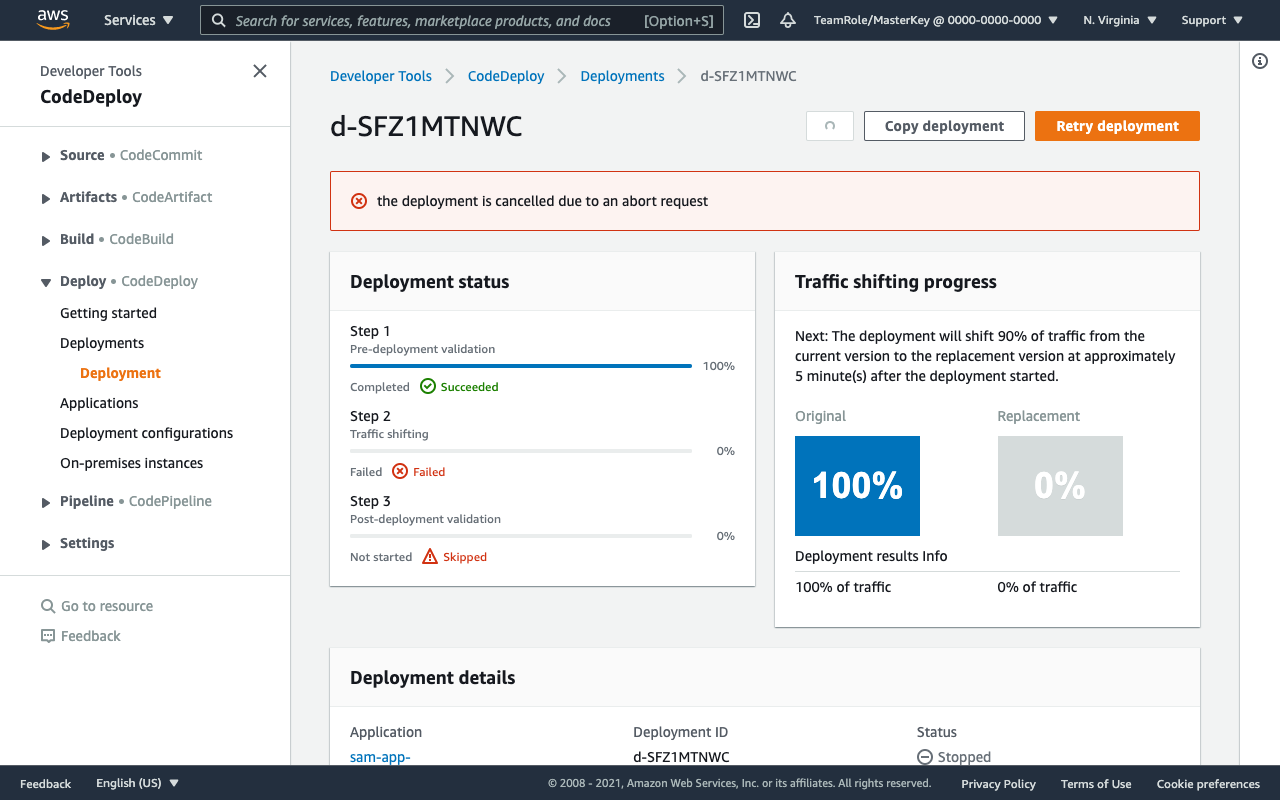 aws
Services
Search for services, features, marketplace products, and docs [Option+S]
TeamRole/MasterKey @ 0000-0000-0000
N. Virginia
Support
Developer Tools
CodeDeploy
Source • CodeCommit
Artifacts • CodeArtifact
Build • CodeBuild
Deploy • CodeDeploy
Getting started
Deployments
Deployment
Applications
Deployment configurations
On-premises instances
Pipeline • CodePipeline
Settings
Go to resource
Feedback
Developer Tools > CodeDeploy > Deployments > d-SFZ1MTNWC
d-SFZ1MTNWC
Copy deployment
Retry deployment
the deployment is cancelled due to an abort request
Deployment status
Step 1
Pre-deployment validation
100%
Completed Succeeded
Step 2
Traffic shifting
0%
Failed Failed
Step 3
Post-deployment validation
0%
Not started Skipped
Traffic shifting progress
Next: The deployment will shift 90% of traffic from the
current version to the replacement version at approximately
5 minute(s) after the deployment started.
Original Replacement
100% 0%
Deployment results Info
100% of traffic 0% of traffic
Deployment details
Application Deployment ID Status
sam-app- d-SFZ1MTNWC Stopped
Feedback English (US) © 2008 - 2021, Amazon Web Services, Inc. or its affiliates. All rights reserved. Privacy Policy Terms of Use Cookie preferences